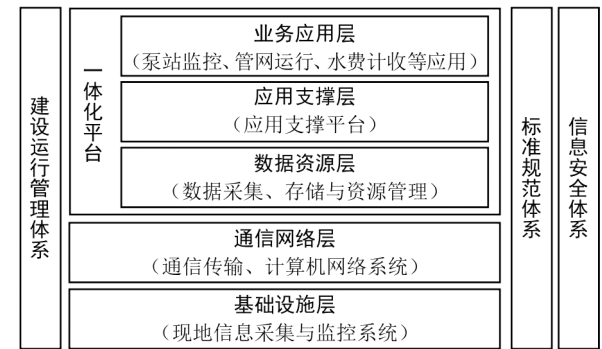 建设运行管理体系
一体化平台
业务应用层
（泵站监控、管网运行、水费计收等应用）
应用支撑层
（应用支撑平台）
数据资源层
（数据采集、存储与资源管理）
通信网络层
（通信传输、计算机网络系统）
基础设施层
（现地信息采集与监控系统）
标准规范体系
信息安全体系